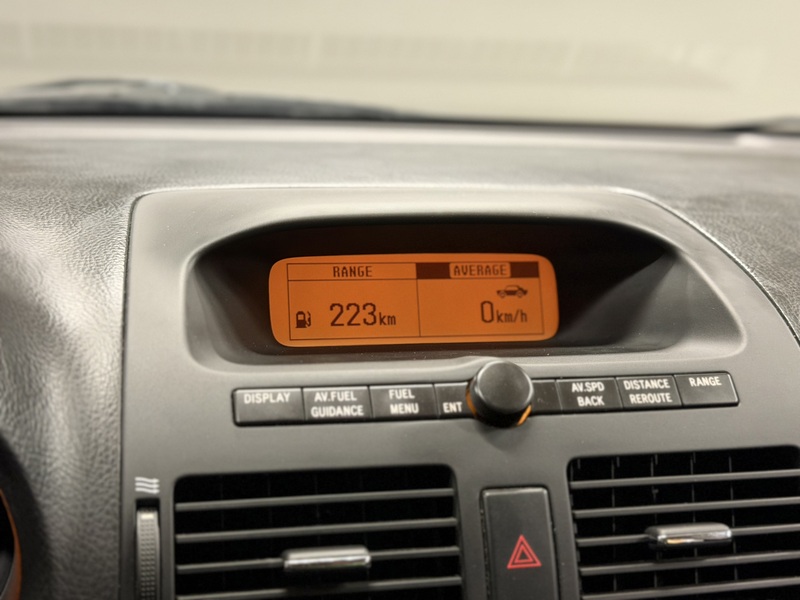 RANGE AVERAGE
223km 0km/h
DISPLAY AV.FUEL FUEL AV.SPD DISTANCE RANGE
GUIDANCE MENU ENT BACK REROUTE